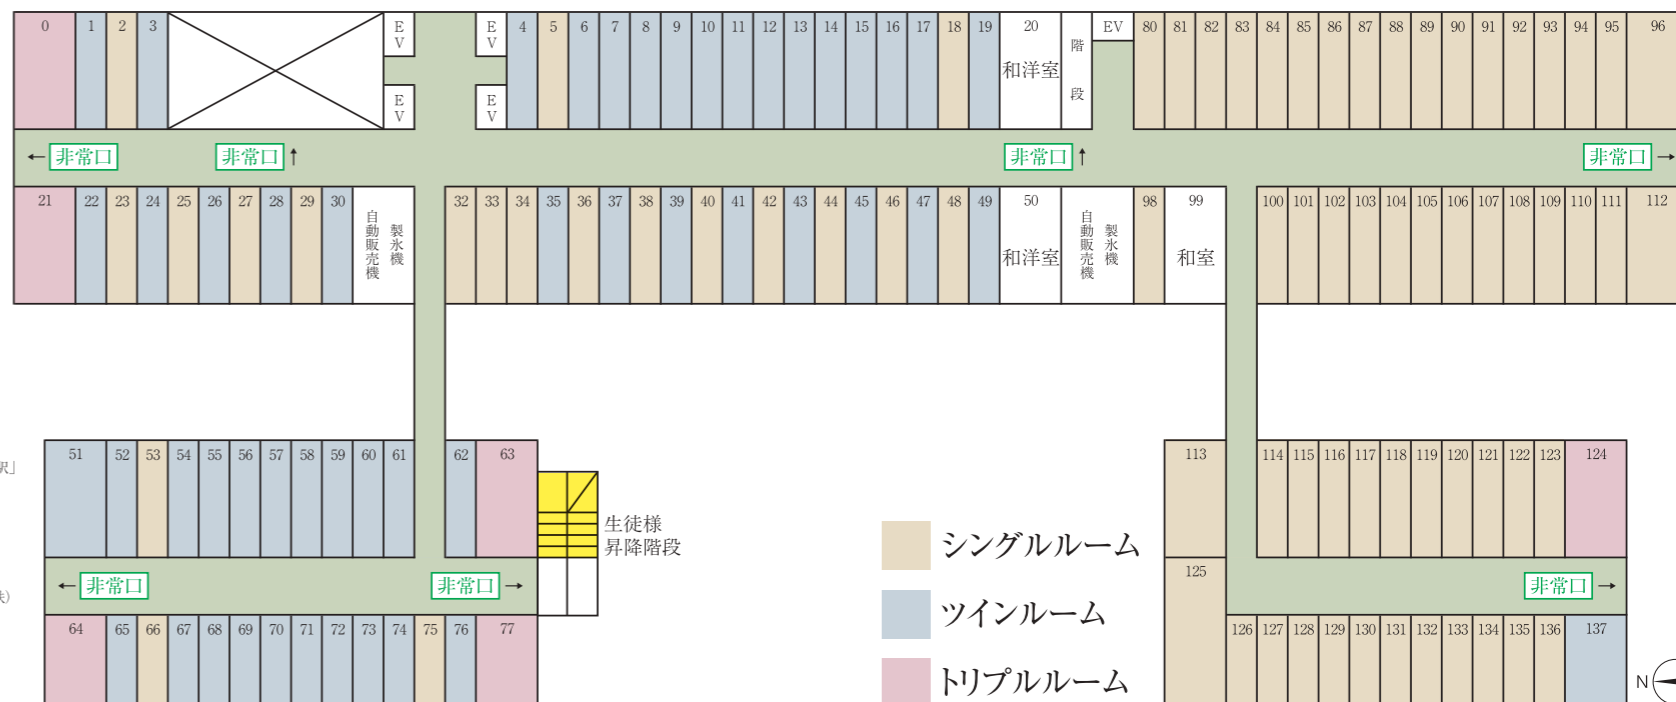 0 1 2 3 EV EV 4 5 6 7 8 9 10 11 12 13 14 15 16 17 18 19 20 階段 EV 80 81 82 83 84 85 86 87 88 89 90 91 92 93 94 95 96
和洋室
EV EV
← 非常口 非常口 ↑ 非常口 ↑ 非常口 →
21 22 23 24 25 26 27 28 29 30 自動販売機 製氷機 32 33 34 35 36 37 38 39 40 41 42 43 44 45 46 47 48 49 50 自動販売機 製氷機 98 99 100 101 102 103 104 105 106 107 108 109 110 111 112
和洋室 和室
51 52 53 54 55 56 57 58 59 60 61 62 63 113 114 115 116 117 118 119 120 121 122 123 124
駅」
生徒様
昇降階段
シングルルーム
125
← 非常口 非常口 → 非常口 →
ツインルーム
64 65 66 67 68 69 70 71 72 73 74 75 76 77 126 127 128 129 130 131 132 133 134 135 136 137
トリプルルーム
N